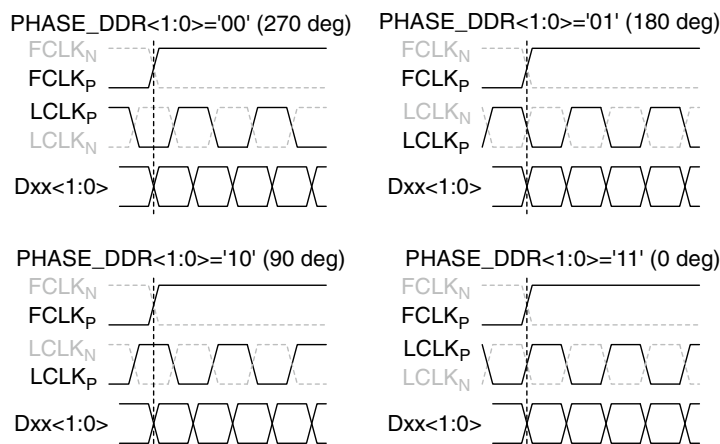 PHASE_DDR<1:0>='00' (270 deg)
FCLKN
FCLKP
LCLKP
LCLKN
Dxx<1:0>
PHASE_DDR<1:0>='01' (180 deg)
FCLKN
FCLKP
LCLKN
LCLKP
Dxx<1:0>
PHASE_DDR<1:0>='10' (90 deg)
FCLKN
FCLKP
LCLKN
LCLKP
Dxx<1:0>
PHASE_DDR<1:0>='11' (0 deg)
FCLKN
FCLKP
LCLKP
LCLKN
Dxx<1:0>